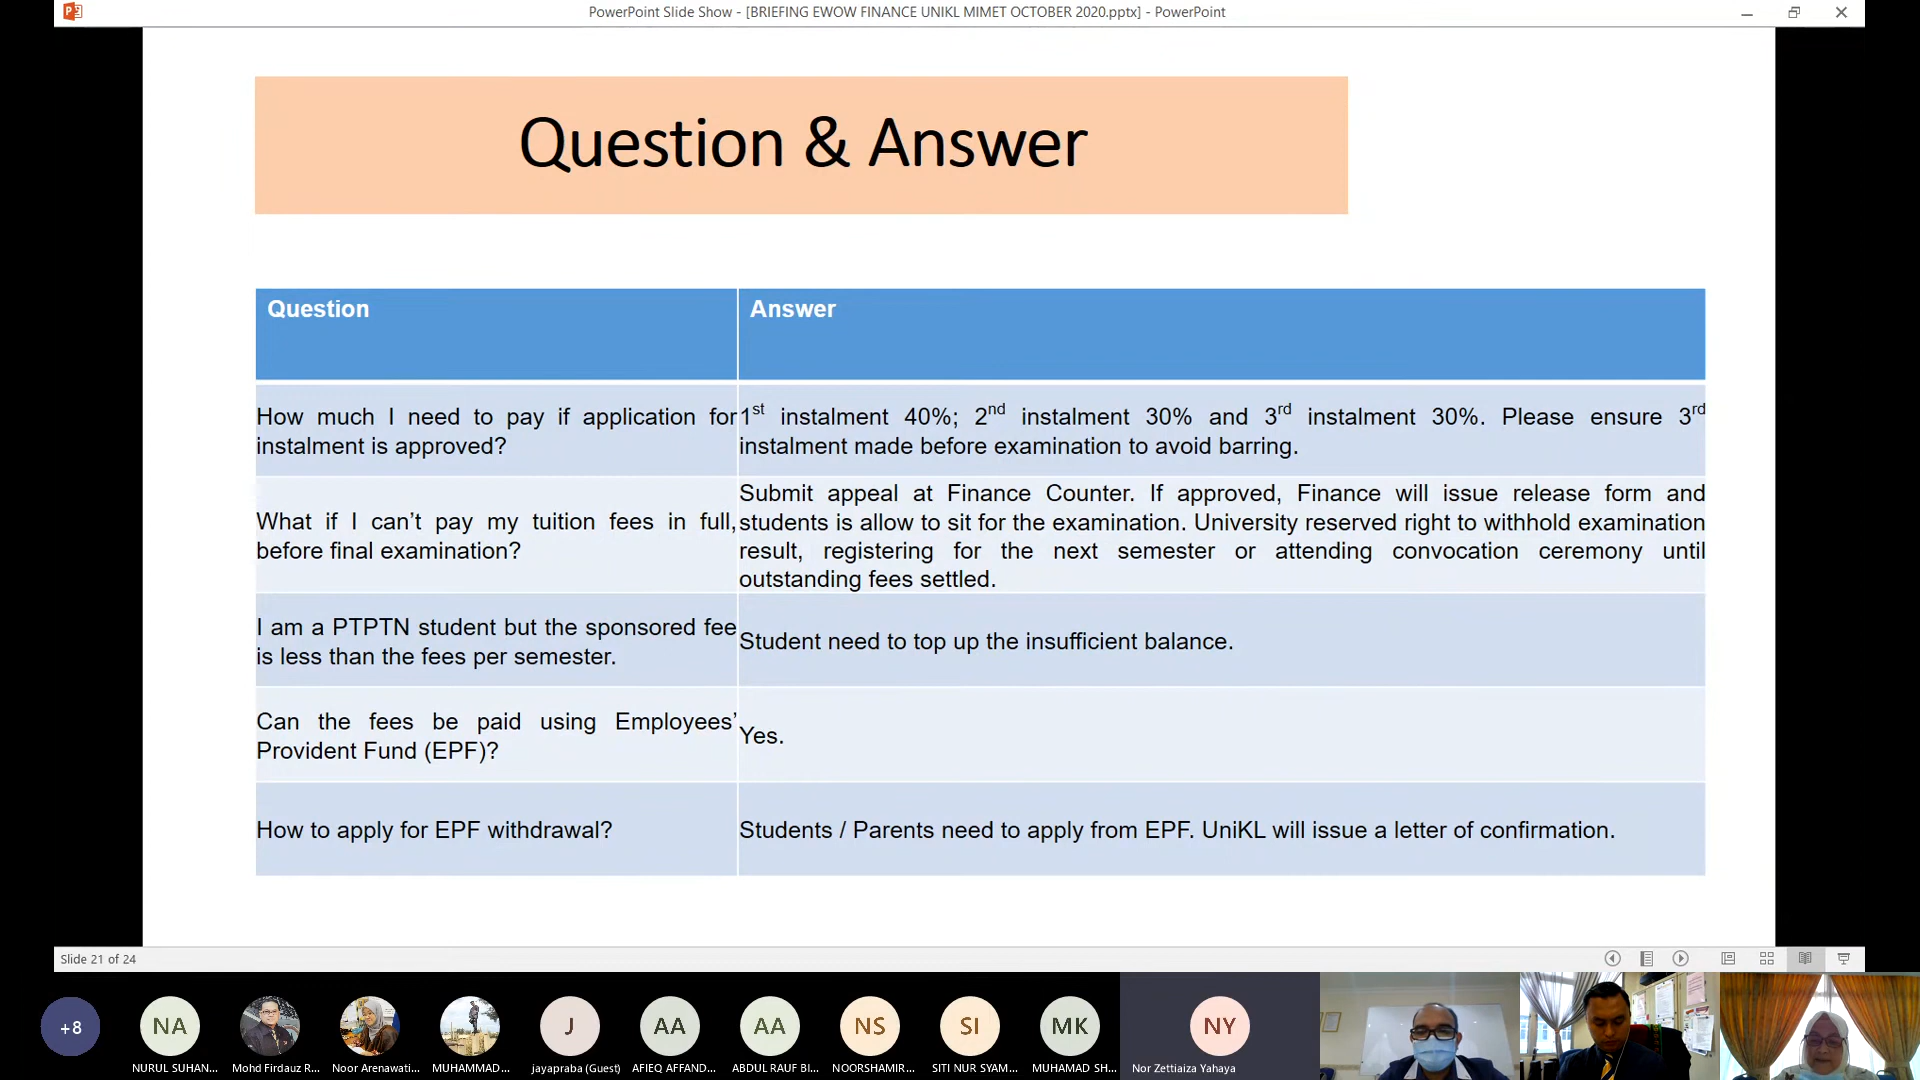 PowerPoint Slide Show - [BRIEFING EWOW FINANCE UNIKL MIMET OCTOBER 2020.pptx] - PowerPoint
Question & Answer
Question
Answer
How much I need to pay if application for
instalment is approved?
1st instalment 40%; 2nd instalment 30% and 3rd instalment 30%. Please ensure 3rd
instalment made before examination to avoid barring.
What if I can’t pay my tuition fees in full,
before final examination?
Submit appeal at Finance Counter. If approved, Finance will issue release form and
students is allow to sit for the examination. University reserved right to withhold examination
result, registering for the next semester or attending convocation ceremony until
outstanding fees settled.
I am a PTPTN student but the sponsored fee
is less than the fees per semester.
Student need to top up the insufficient balance.
Can the fees be paid using Employees’
Provident Fund (EPF)?
Yes.
How to apply for EPF withdrawal?
Students / Parents need to apply from EPF. UniKL will issue a letter of confirmation.
Slide 21 of 24
+8
NA
J
AA
AA
NS
SI
MK
NY
NURUL SUHAN...
Mohd Firdauz R...
Noor Arenawati...
MUHAMMAD...
jayapraba (Guest)
AFIEQ AFFAND...
ABDUL RAUF BI...
NOORSHAMIR...
SITI NUR SYAM...
MUHAMAD SH...
Nor Zettiaiza Yahaya